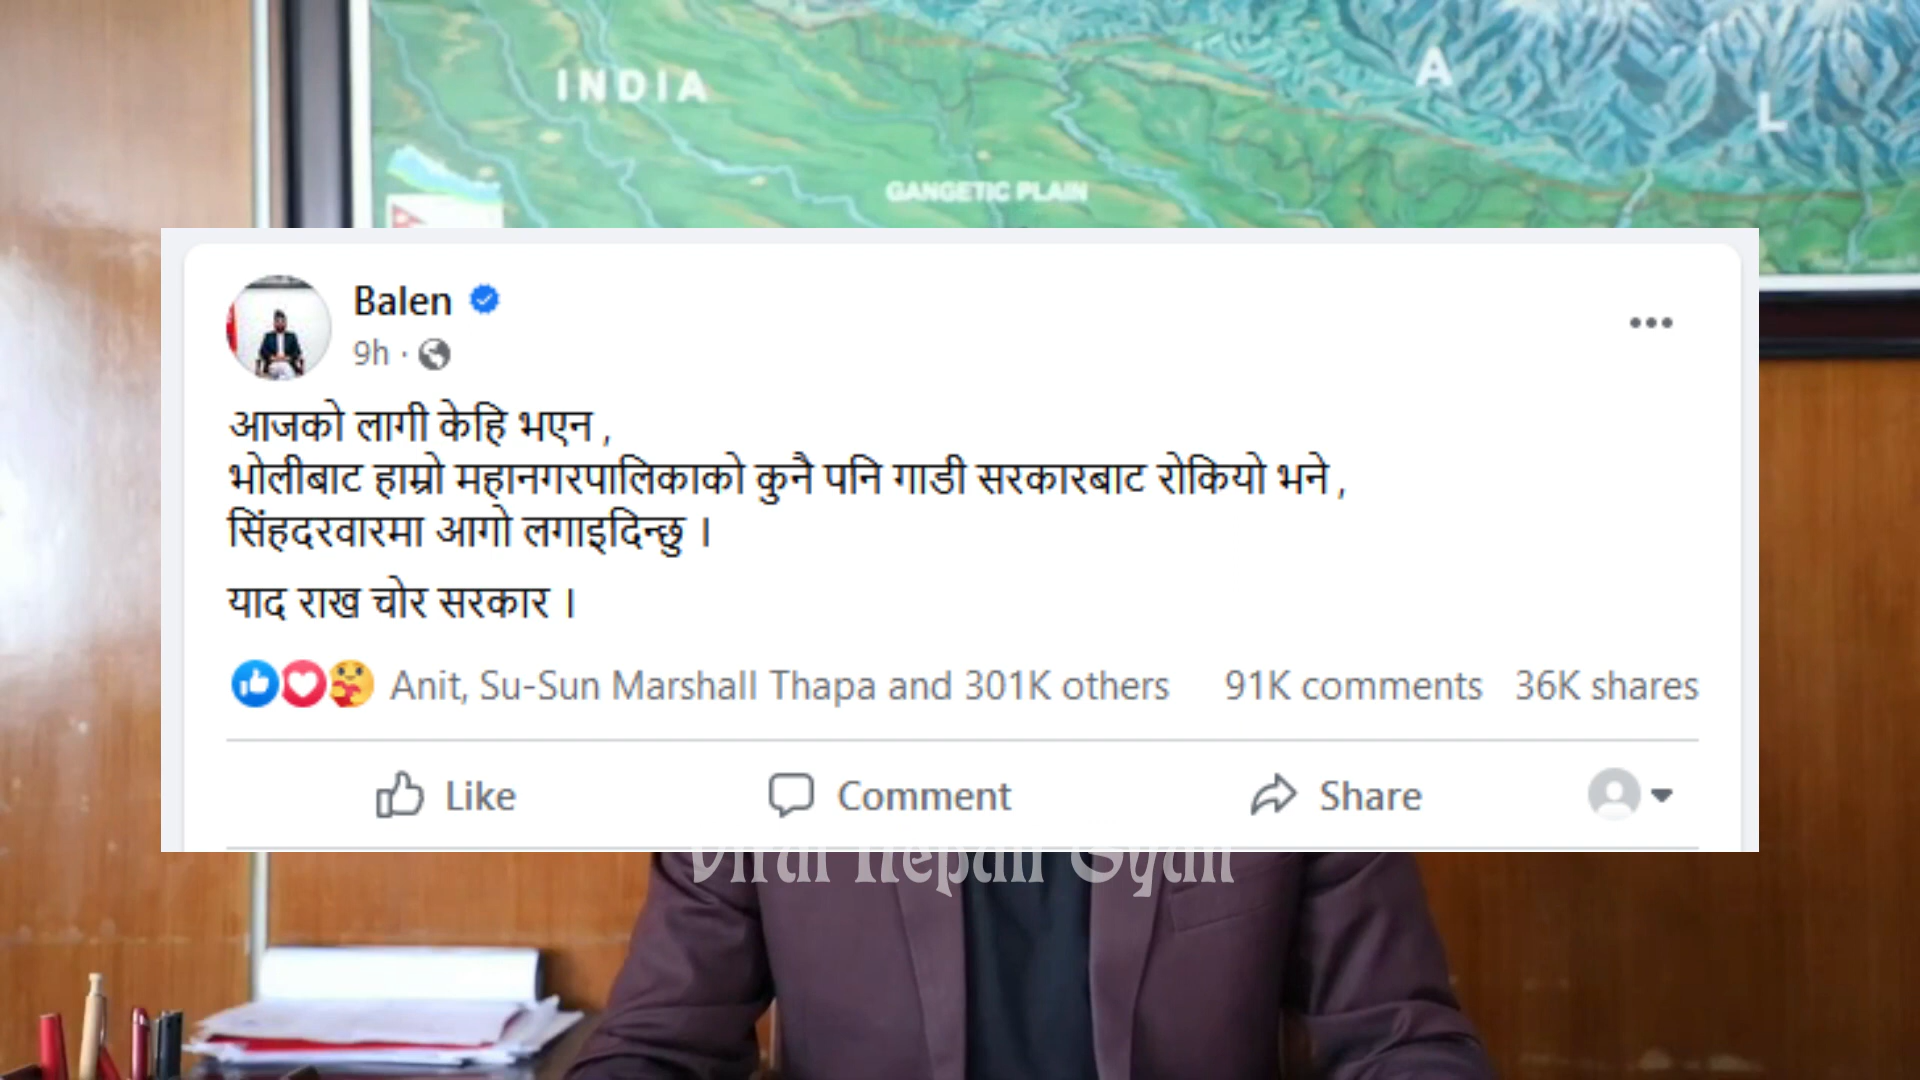 INDIA
A
L
GANGETIC PLAIN
Balen
9h ·
आजको लागी केहि भएन ,
भोलीबाट हाम्रो महानगरपालिकाको कुनै पनि गाडी सरकारबाट रोकियो भने ,
सिंहदरवारमा आगो लगाइदिन्छु ।
याद राख चोर सरकार ।
Anit, Su-Sun Marshall Thapa and 301K others 91K comments 36K shares
Like Comment Share